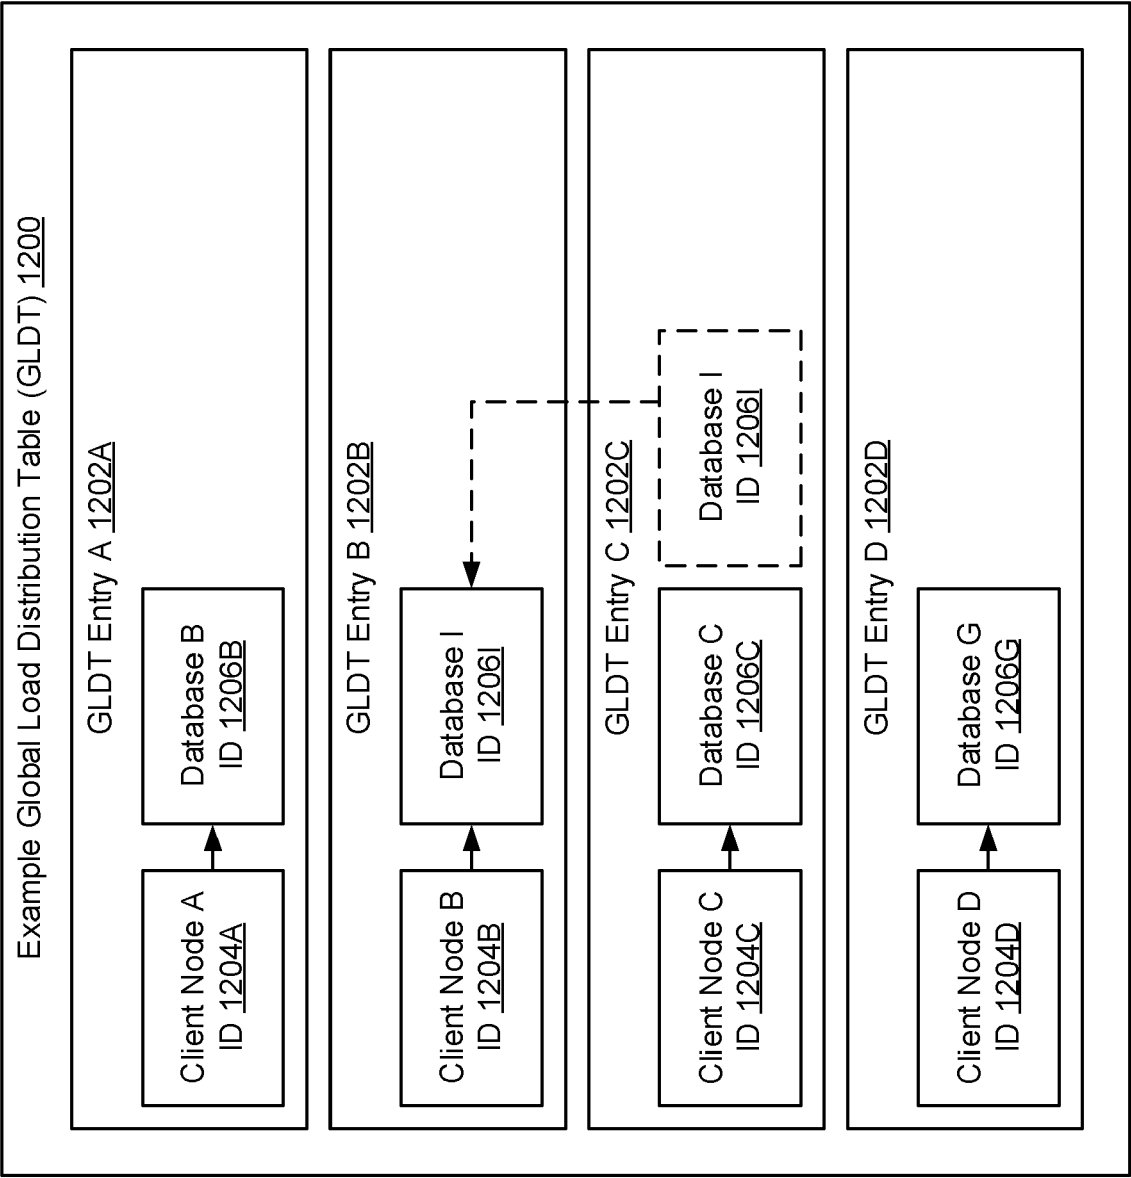 Example Global Load Distribution Table (GLDT) 1200
GLDT Entry A 1202A
Client Node A
ID 1204A
Database B
ID 1206B
GLDT Entry B 1202B
Client Node B
ID 1204B
Database I
ID 1206I
GLDT Entry C 1202C
Client Node C
ID 1204C
Database C
ID 1206C
Database I
ID 1206I
GLDT Entry D 1202D
Client Node D
ID 1204D
Database G
ID 1206G